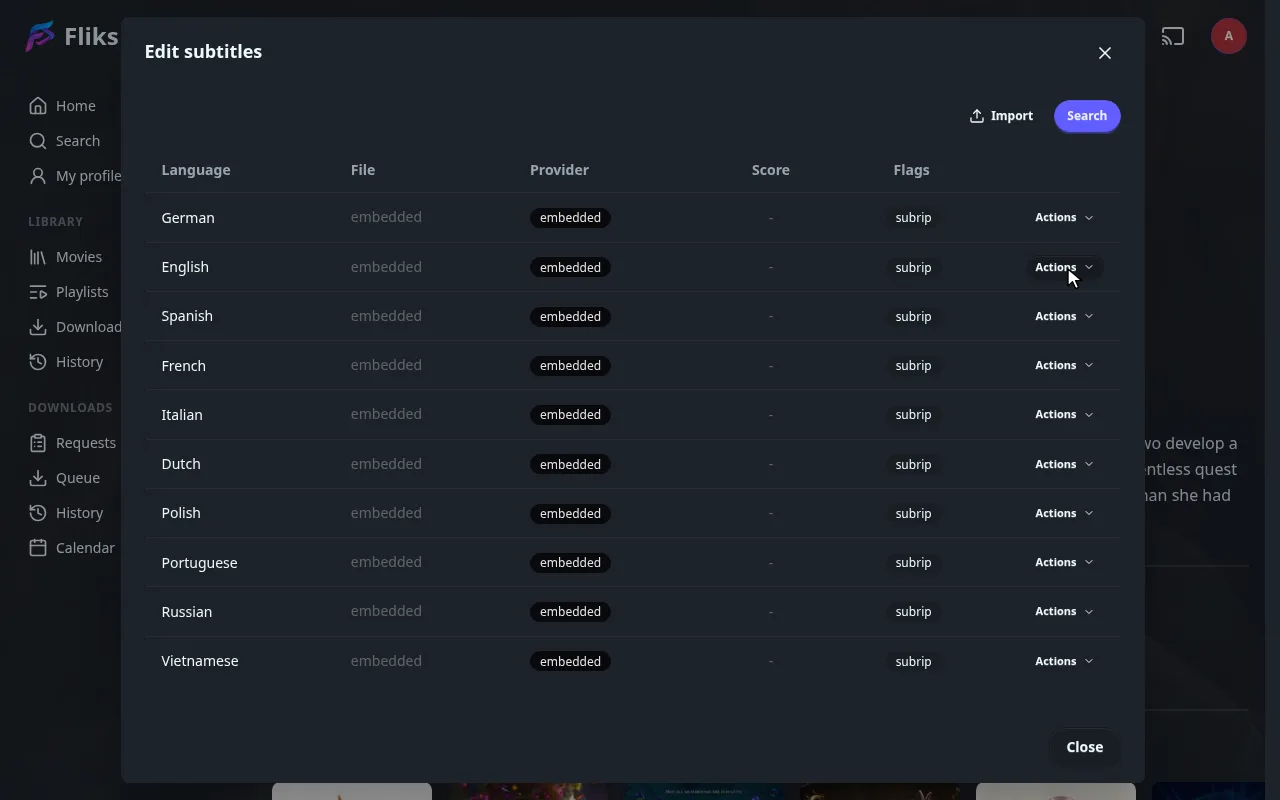 Fliks
Edit subtitles
A
Home
Search
My profile
LIBRARY
Movies
Playlists
Download
History
DOWNLOADS
Requests
Queue
History
Calendar
Import
Search
Language File Provider Score Flags
German embedded embedded - subrip Actions
English embedded embedded - subrip Actions
Spanish embedded embedded - subrip Actions
French embedded embedded - subrip Actions
Italian embedded embedded - subrip Actions
Dutch embedded embedded - subrip Actions
Polish embedded embedded - subrip Actions
Portuguese embedded embedded - subrip Actions
Russian embedded embedded - subrip Actions
Vietnamese embedded embedded - subrip Actions
Close
wo develop a
entless quest
han she had